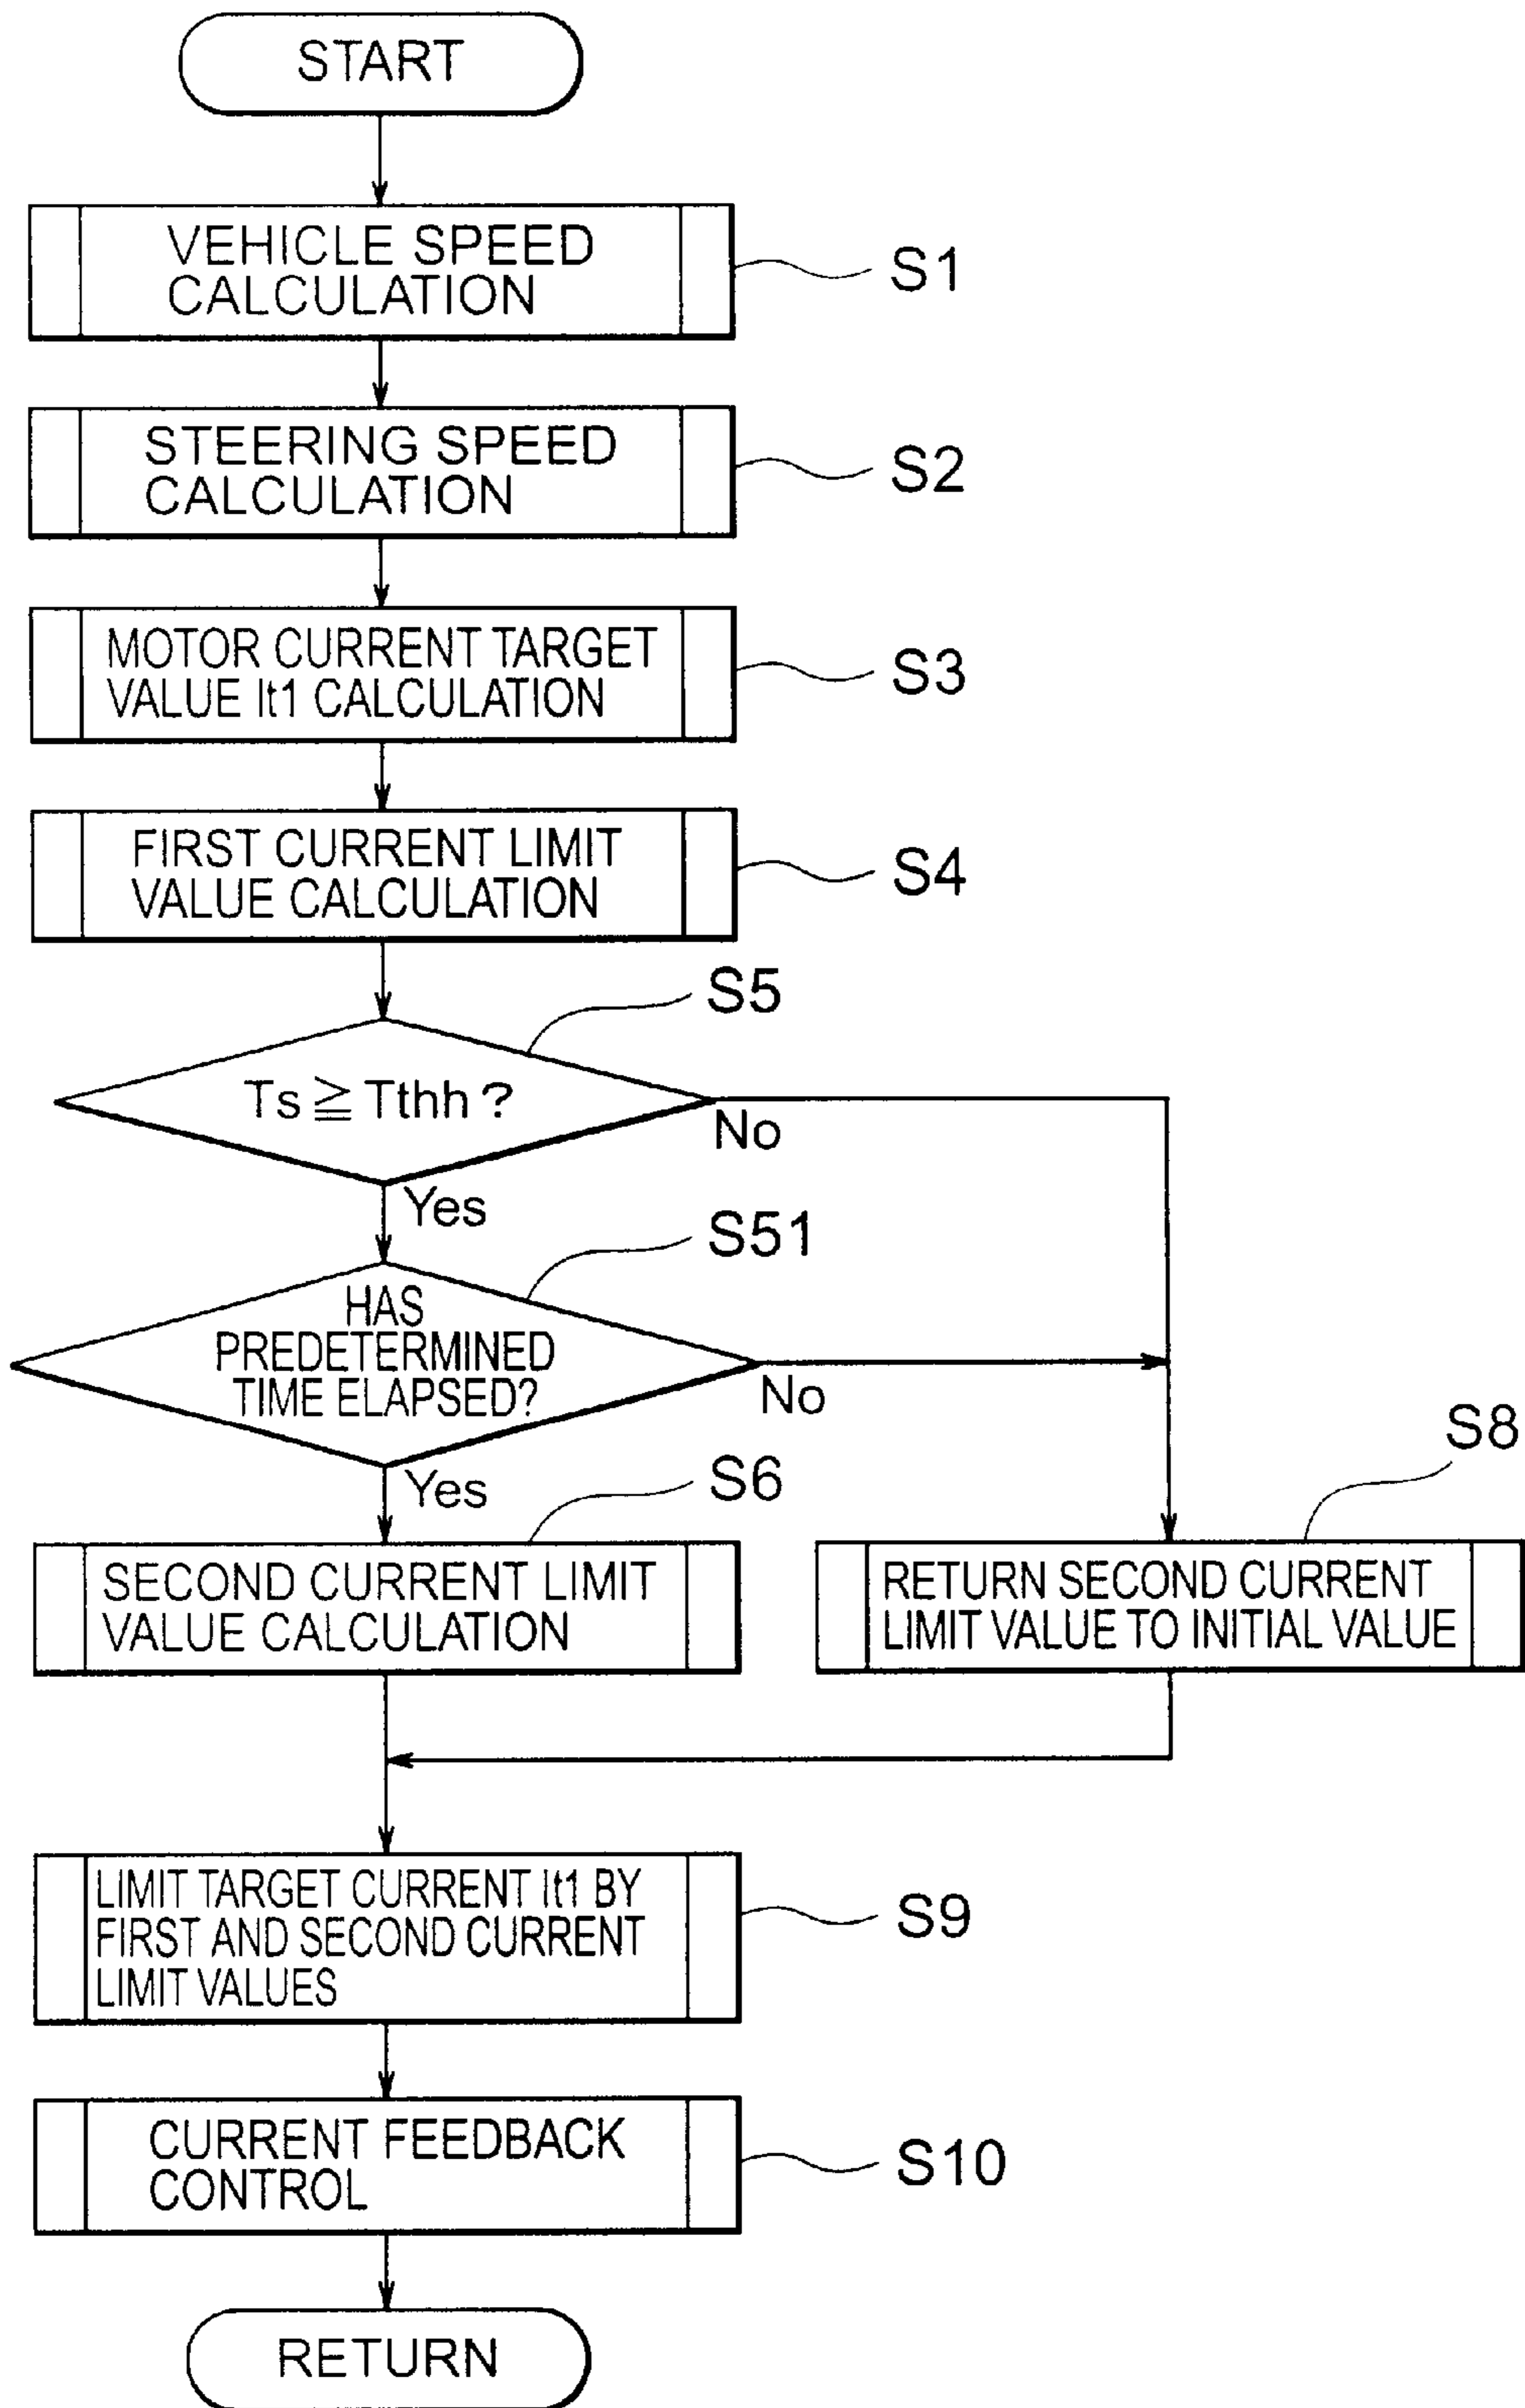 START
VEHICLE SPEED
CALCULATION
S1
STEERING SPEED
CALCULATION
S2
MOTOR CURRENT TARGET
VALUE It1 CALCULATION
S3
FIRST CURRENT LIMIT
VALUE CALCULATION
S4
S5
Ts ≧ Tthh ?
No
Yes
S51
HAS
PREDETERMINED
TIME ELAPSED?
No
Yes
S6
SECOND CURRENT LIMIT
VALUE CALCULATION
S8
RETURN SECOND CURRENT
LIMIT VALUE TO INITIAL VALUE
LIMIT TARGET CURRENT It1 BY
FIRST AND SECOND CURRENT
LIMIT VALUES
S9
CURRENT FEEDBACK
CONTROL
S10
RETURN